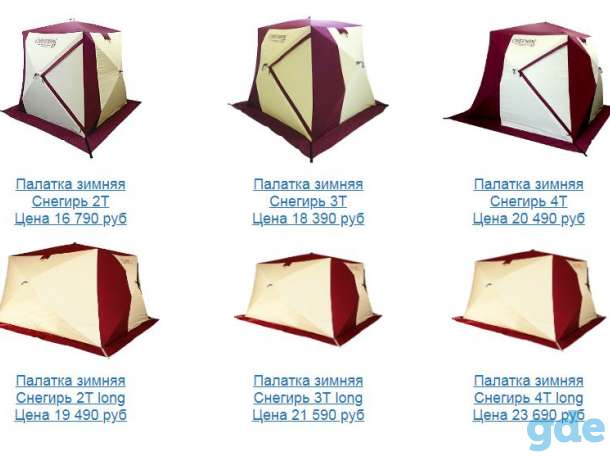 Палатка зимняя
Снегирь 2Т
Цена 16 790 руб
Палатка зимняя
Снегирь 3Т
Цена 18 390 руб
Палатка зимняя
Снегирь 4Т
Цена 20 490 руб
Палатка зимняя
Снегирь 2Т long
Цена 19 490 руб
Палатка зимняя
Снегирь 3Т long
Цена 21 590 руб
Палатка зимняя
Снегирь 4Т long
Цена 23 690 руб
gde